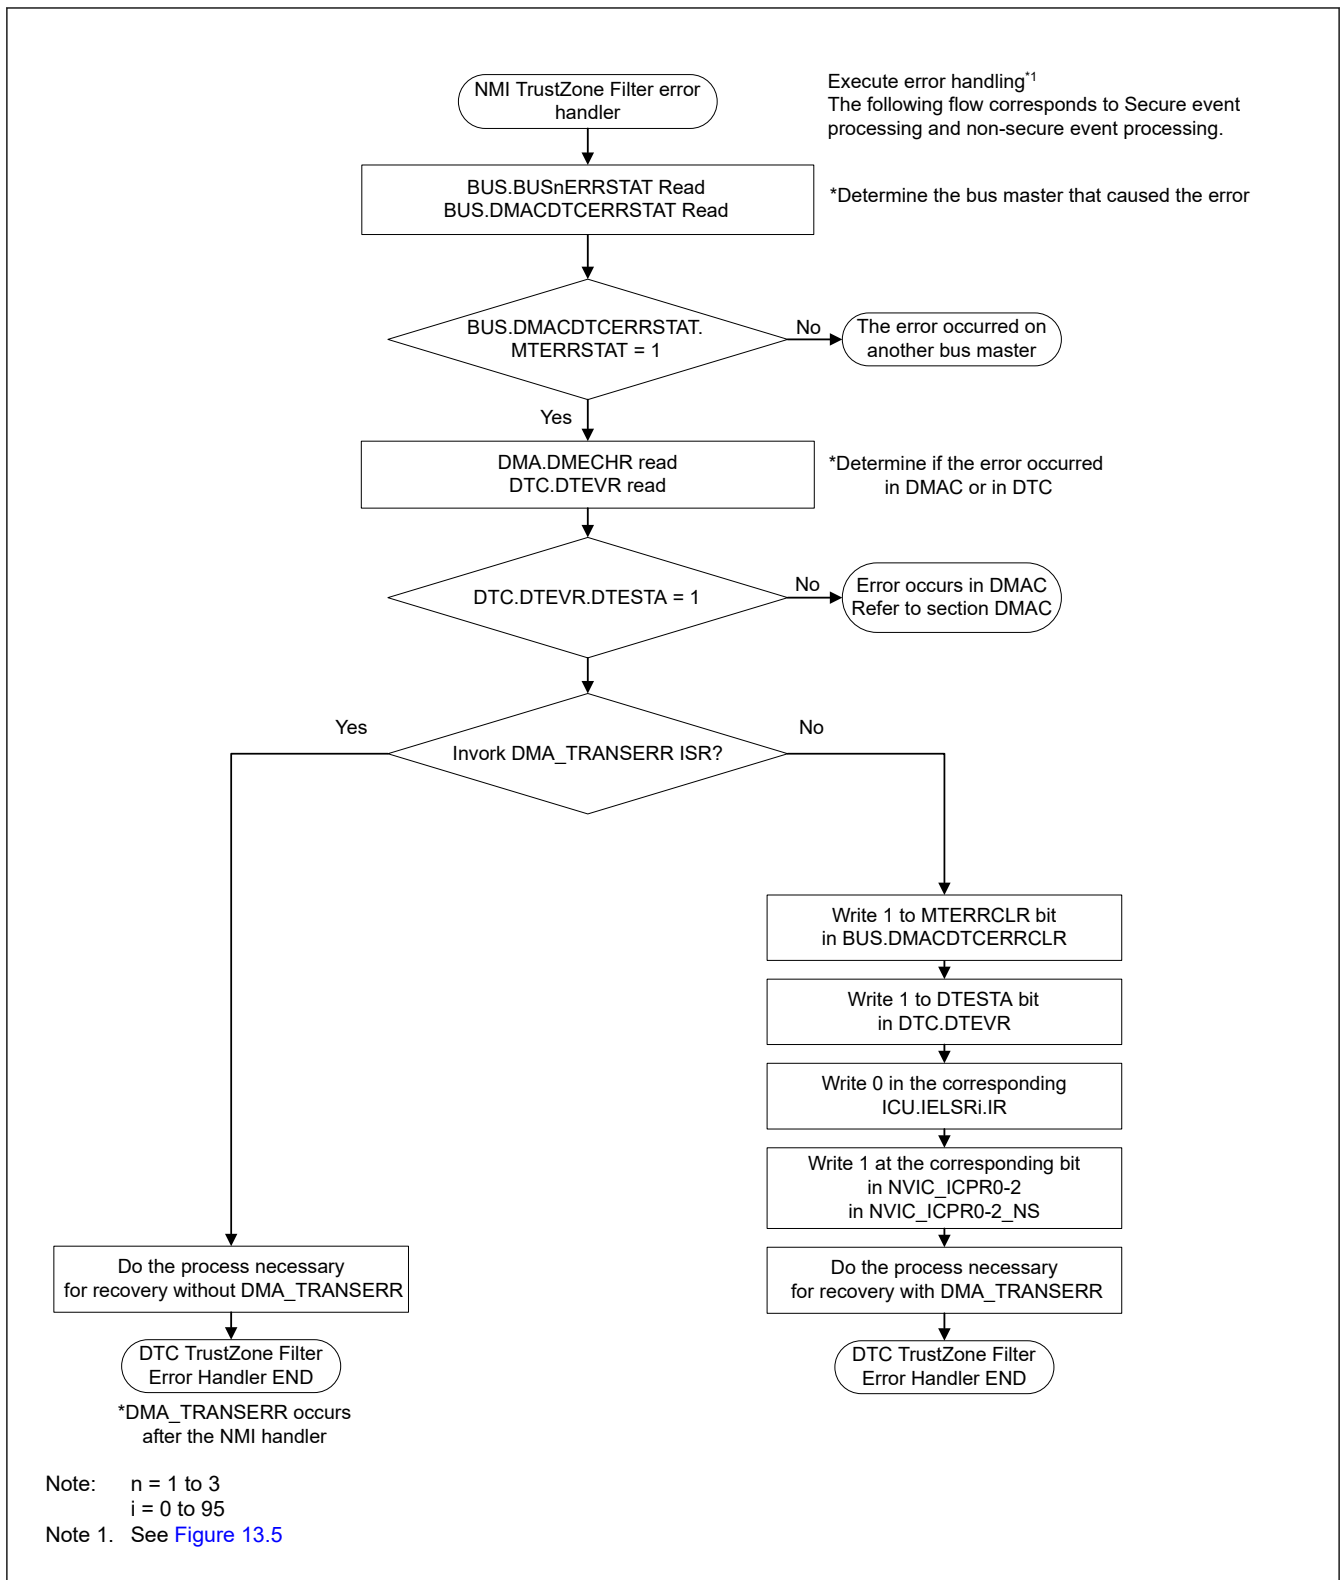 NMI TrustZone Filter error
handler
Execute error handling*1
The following flow corresponds to Secure event
processing and non-secure event processing.
BUS.BUSnERRSTAT Read
BUS.DMACDTCERRSTAT Read
*Determine the bus master that caused the error
BUS.DMACDTCERRSTAT.
MTERRSTAT = 1
No
The error occurred on
another bus master
Yes
DMA.DMECHR read
DTC.DTEVR read
*Determine if the error occurred
in DMAC or in DTC
DTC.DTEVR.DTESTA = 1
No
Error occurs in DMAC
Refer to section DMAC
Yes
Invork DMA_TRANSERR ISR?
No
Write 1 to MTERRCLR bit
in BUS.DMACDTCERRCLR
Write 1 to DTESTA bit
in DTC.DTEVR
Write 0 in the corresponding
ICU.IELSRi.IR
Write 1 at the corresponding bit
in NVIC_ICPR0-2
in NVIC_ICPR0-2_NS
Do the process necessary
for recovery without DMA_TRANSERR
Do the process necessary
for recovery with DMA_TRANSERR
DTC TrustZone Filter
Error Handler END
DTC TrustZone Filter
Error Handler END
*DMA_TRANSERR occurs
after the NMI handler
Note: n = 1 to 3
i = 0 to 95
Note 1. See Figure 13.5